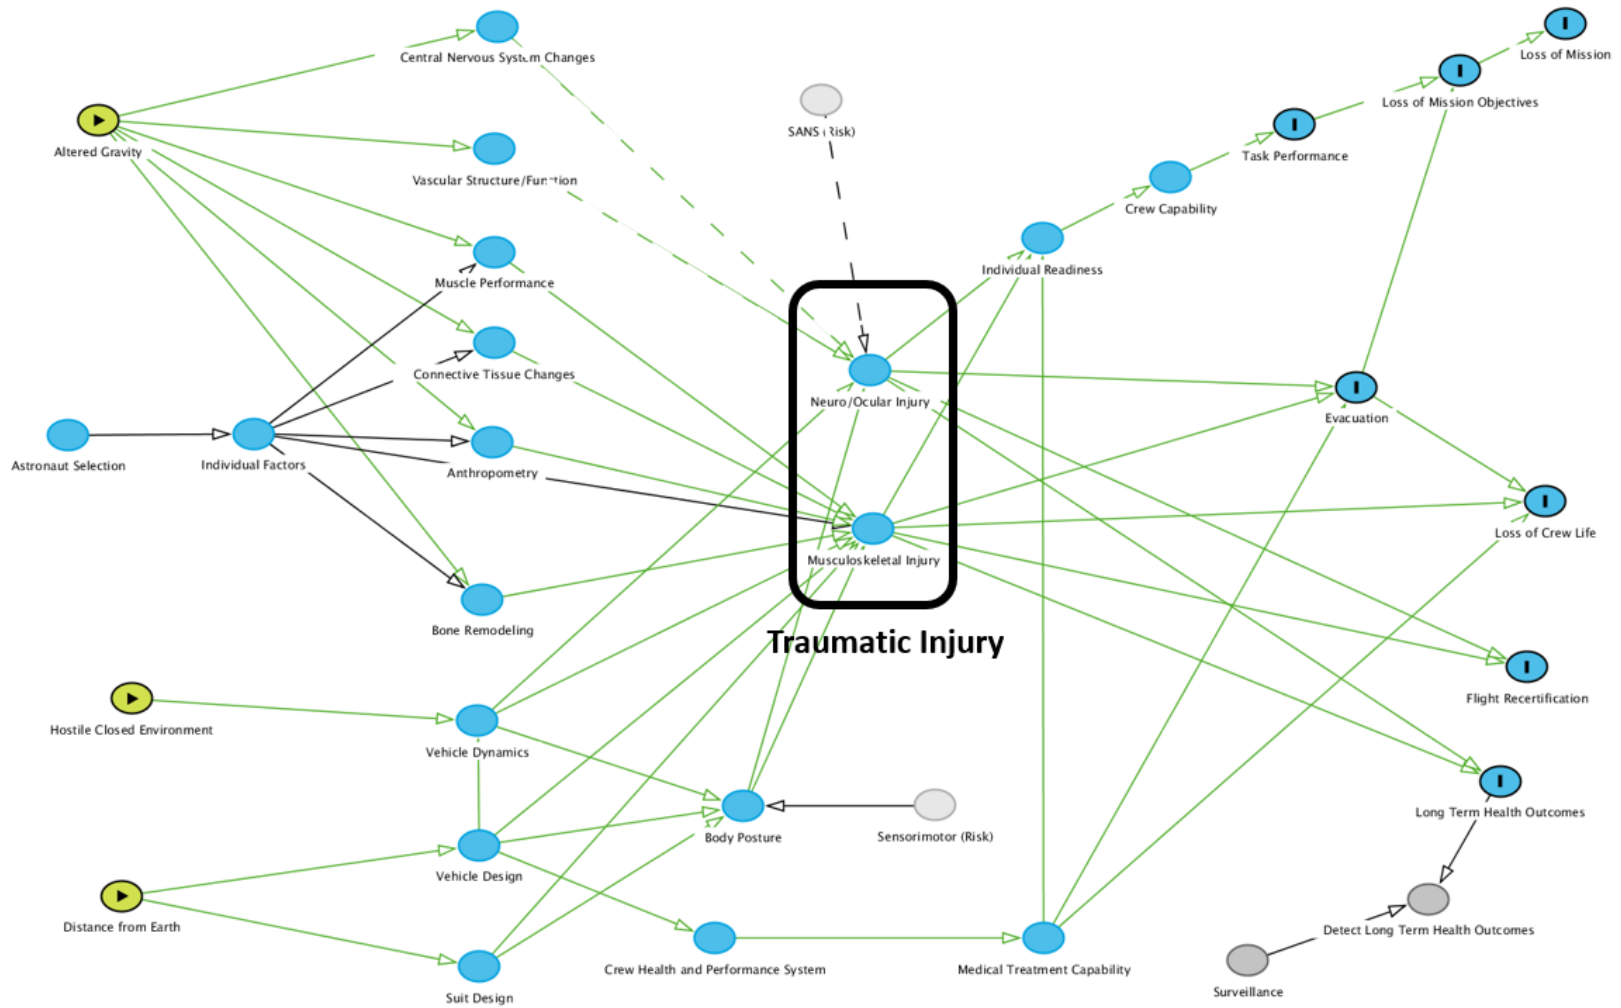 Loss of Mission
Central Nervous System Changes
Loss of Mission Objectives
SANS (Risk)
Altered Gravity
Task Performance
Vascular Structure/Function
Crew Capability
Individual Readiness
Muscle Performance
Connective Tissue Changes
Neuro/Ocular Injury
Evacuation
Astronaut Selection
Individual Factors
Anthropometry
Loss of Crew Life
Musculoskeletal Injury
Bone Remodeling
Traumatic Injury
Flight Recertification
Hostile Closed Environment
Vehicle Dynamics
Long Term Health Outcomes
Body Posture
Sensorimotor (Risk)
Vehicle Design
Distance from Earth
Detect Long Term Health Outcomes
Crew Health and Performance System
Medical Treatment Capability
Surveillance
Suit Design